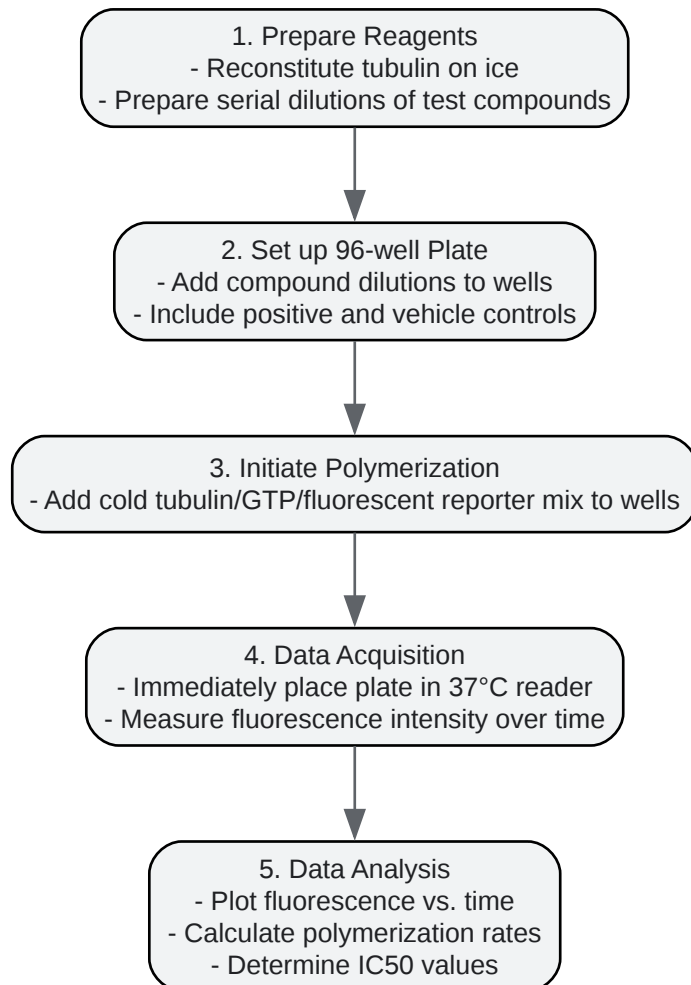 1. Prepare Reagents
- Reconstitute tubulin on ice
- Prepare serial dilutions of test compounds
2. Set up 96-well Plate
- Add compound dilutions to wells
- Include positive and vehicle controls
3. Initiate Polymerization
- Add cold tubulin/GTP/fluorescent reporter mix to wells
4. Data Acquisition
- Immediately place plate in 37°C reader
- Measure fluorescence intensity over time
5. Data Analysis
- Plot fluorescence vs. time
- Calculate polymerization rates
- Determine IC50 values